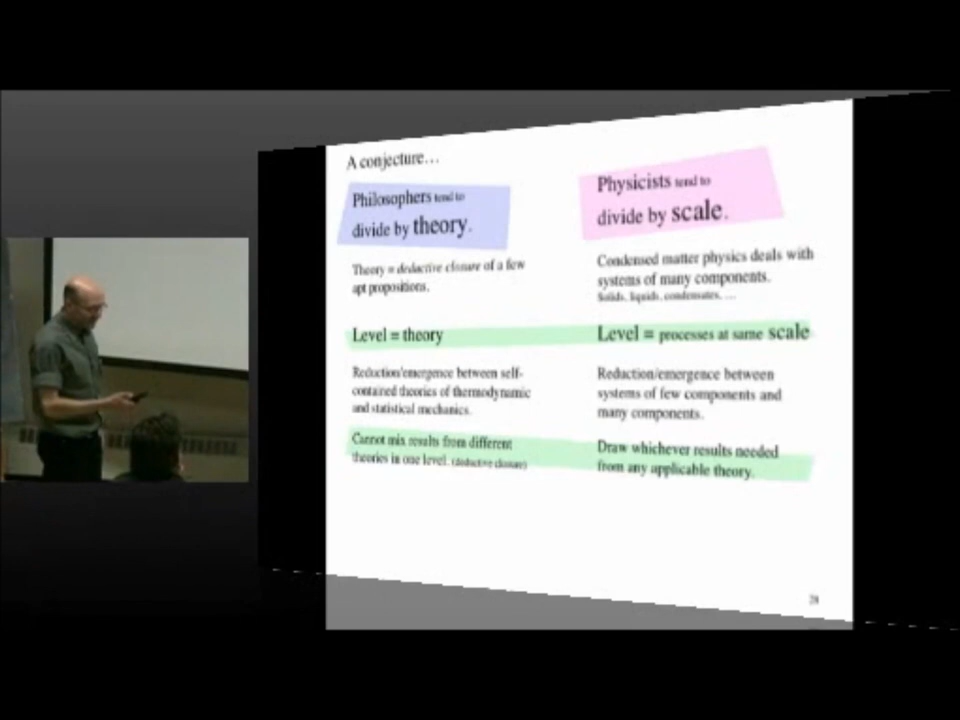 A conjecture…
Philosophers tend to
divide by theory.
Theory = deductive closure of a few
apt propositions.
Level = theory
Reduction/emergence between self-
contained theories of thermodynamic
and statistical mechanics.
Cannot mix results from different
theories in one level. (deductive closure)
Physicists tend to
divide by scale.
Condensed matter physics deals with
systems of many components.
Solids, liquids, condensates, …
Level = processes at same scale
Reduction/emergence between
systems of few components and
many components.
Draw whichever results needed
from any applicable theory.